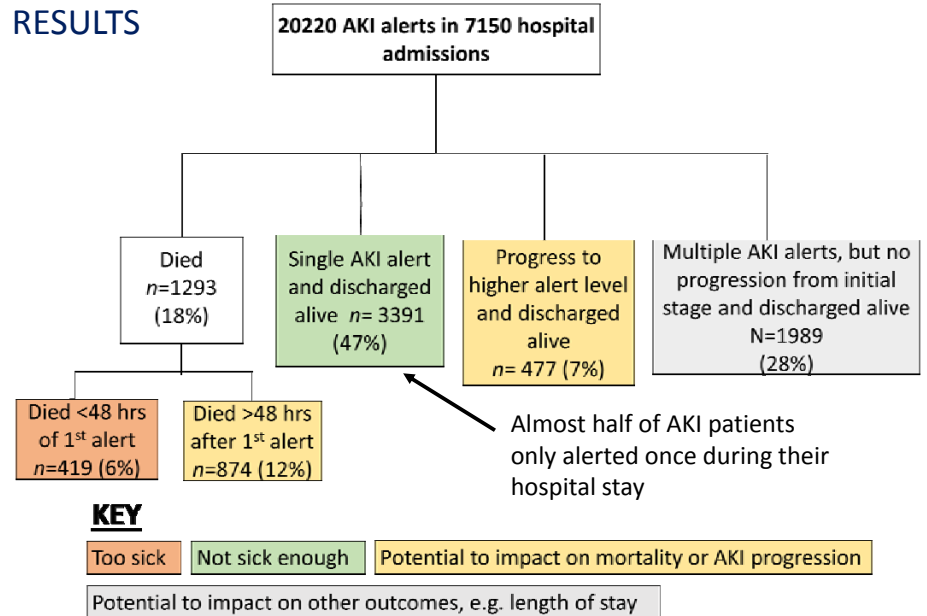 RESULTS
20220 AKI alerts in 7150 hospital
admissions
Died
n=1293
(18%)
Single AKI alert
and discharged
alive n= 3391
(47%)
Progress to
higher alert level
and discharged
alive
n= 477 (7%)
Multiple AKI alerts, but no
progression from initial
stage and discharged alive
N=1989
(28%)
Died <48 hrs
of 1st alert
n=419 (6%)
Died >48 hrs
after 1st alert
n=874 (12%)
Almost half of AKI patients
only alerted once during their
hospital stay
KEY
Too sick
Not sick enough
Potential to impact on mortality or AKI progression
Potential to impact on other outcomes, e.g. length of stay